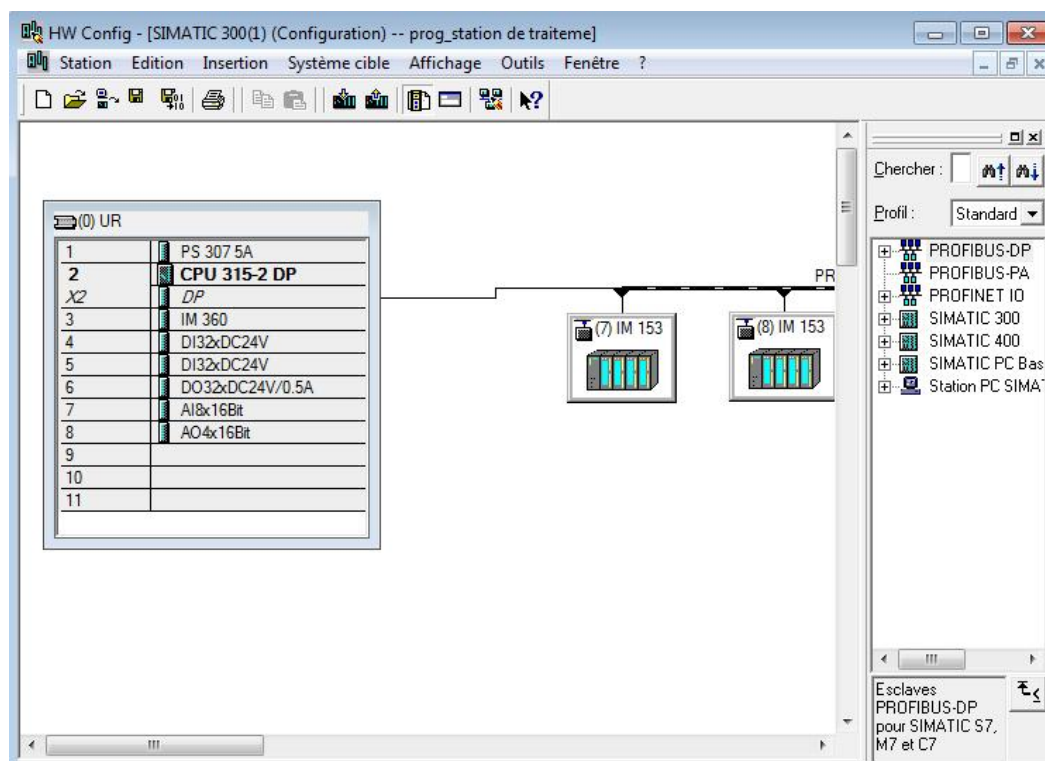 HW Config - [SIMATIC 300(1) (Configuration) -- prog_station de traiteme]
Station Edition Insertion Système cible Affichage Outils Fenêtre ?
(0) UR
1 PS 307 5A
2 CPU 315-2 DP
X2 DP
3 IM 360
4 DI32xDC24V
5 DI32xDC24V
6 DO32xDC24V/0.5A
7 AI8x16Bit
8 AO4x16Bit
9
10
11
PR
(7) IM 153
(8) IM 153
Chercher :
Profil : Standard
PROFIBUS-DP
PROFIBUS-PA
PROFINET IO
SIMATIC 300
SIMATIC 400
SIMATIC PC Bas
Station PC SIMAT
Esclaves
PROFIBUS-DP
pour SIMATIC S7,
M7 et C7